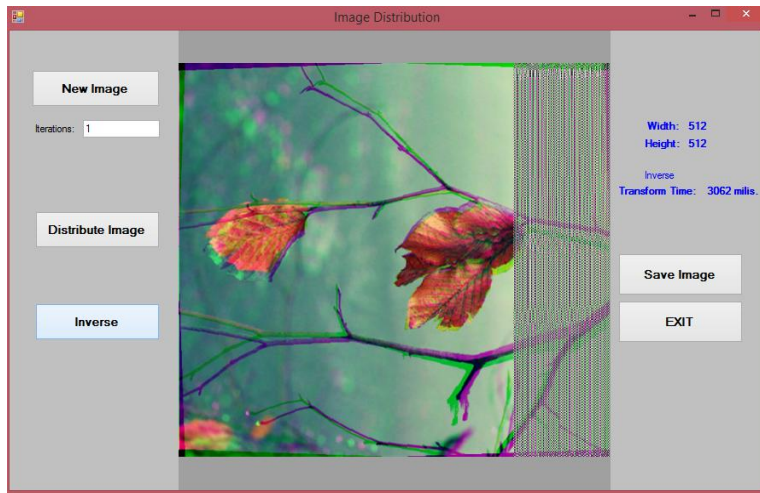 Image Distribution
New Image
Iterations: 1
Distribute Image
Inverse
Width: 512
Height: 512
Inverse
Transform Time: 3062 milis.
Save Image
EXIT